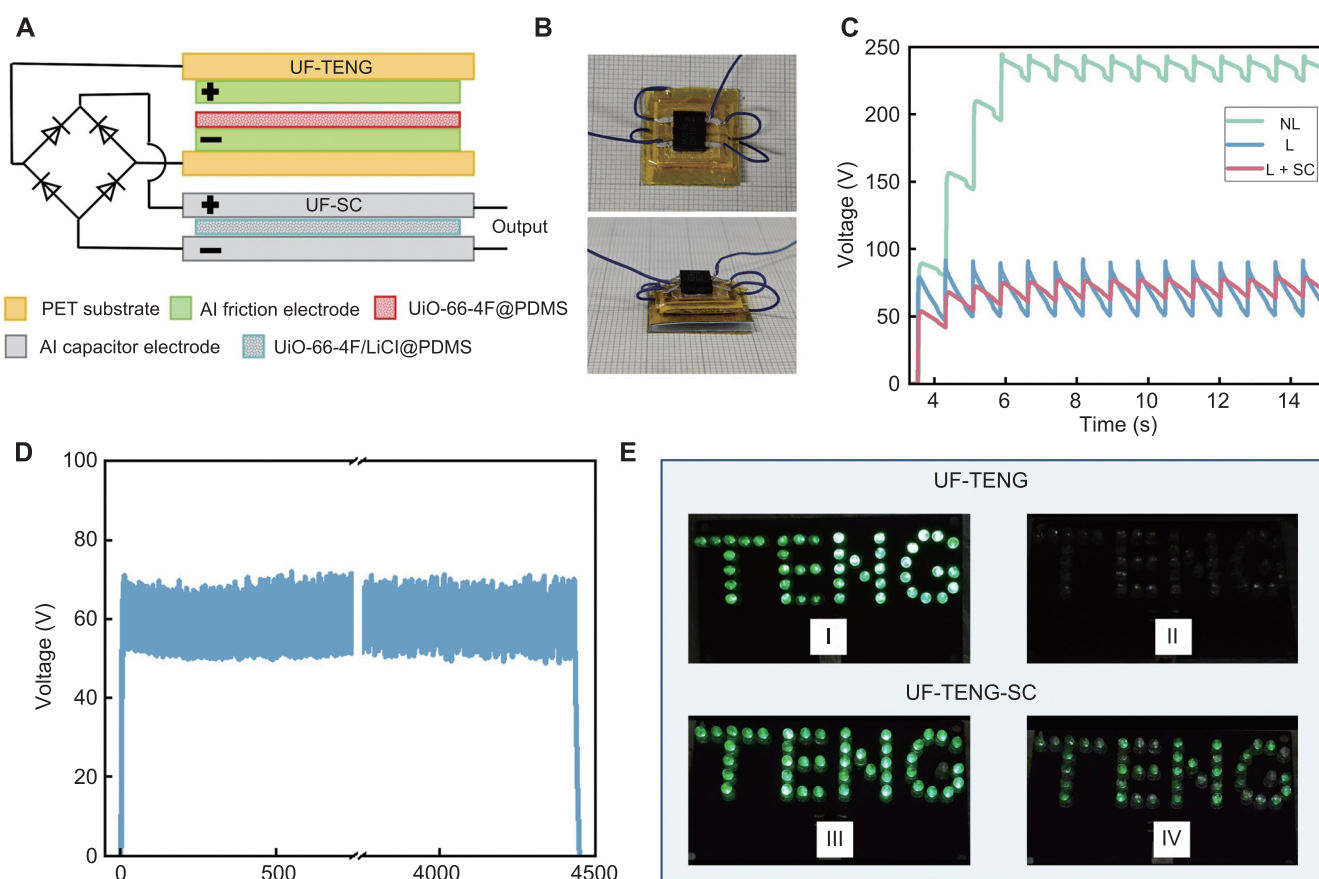 A
UF-TENG
+
−
UF-SC
+
−
Output
PET substrate
Al friction electrode
UiO-66-4F@PDMS
Al capacitor electrode
UiO-66-4F/LiCl@PDMS
B
C
250
200
150
100
50
0
Voltage (V)
4 6 8 10 12 14
Time (s)
NL
L
L + SC
D
100
80
60
40
20
0
Voltage (V)
0 500 4000 4500
E
UF-TENG
TENG
I
TENG
II
UF-TENG-SC
TENG
III
TENG
IV